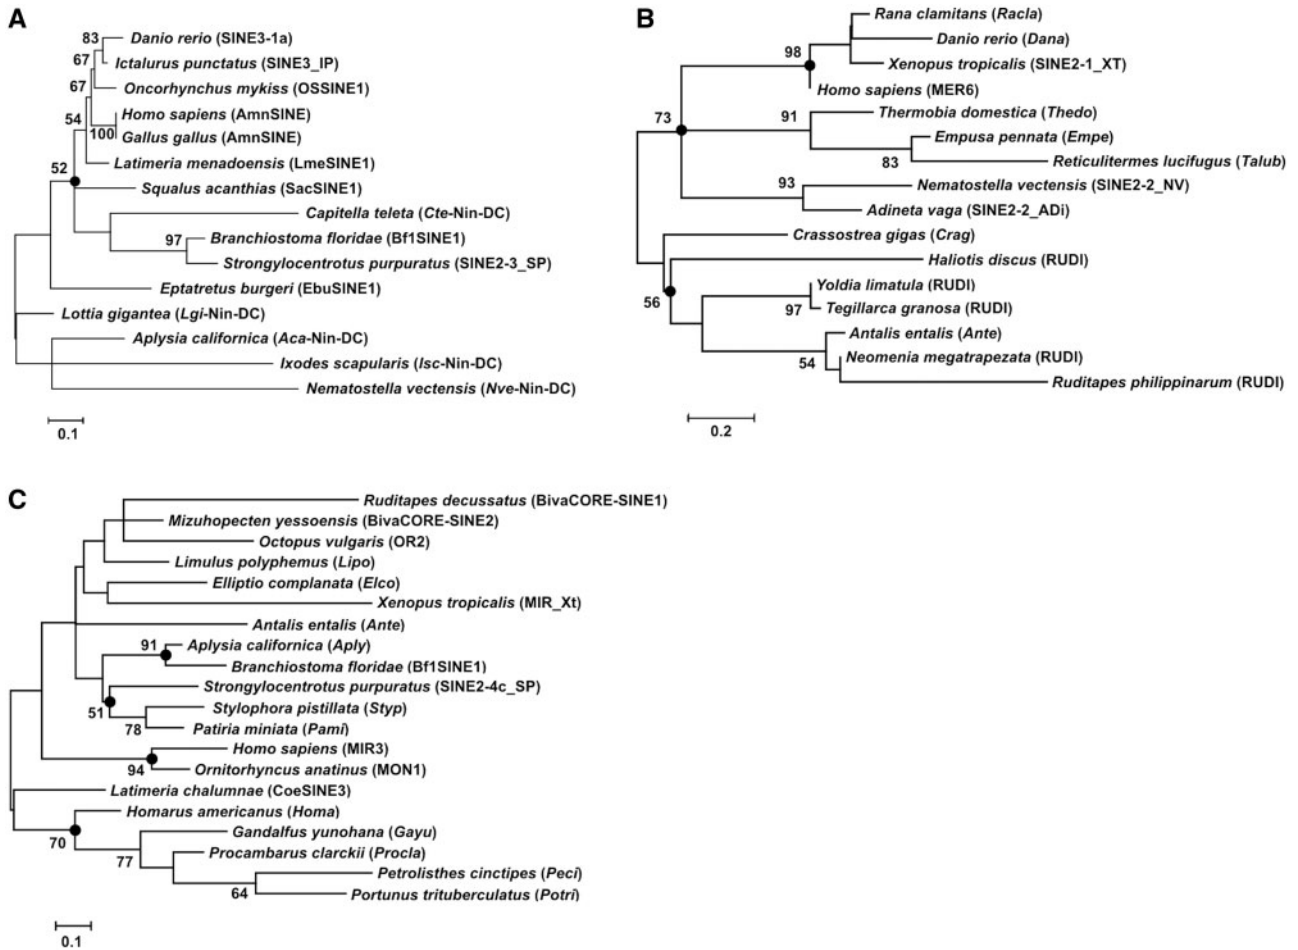 A
83 Danio rerio (SINE3-1a)
67 Ictalurus punctatus (SINE3_IP)
67 Oncorhynchus mykiss (OSSINE1)
Homo sapiens (AmnSINE)
54 100 Gallus gallus (AmnSINE)
Latimeria menadoensis (LmeSINE1)
52 Squalus acanthias (SacSINE1)
Capitella teleta (Cte-Nin-DC)
97 Branchiostoma floridae (Bf1SINE1)
Strongylocentrotus purpuratus (SINE2-3_SP)
Eptatretus burgeri (EbuSINE1)
Lottia gigantea (Lgi-Nin-DC)
Aplysia californica (Aca-Nin-DC)
Ixodes scapularis (Isc-Nin-DC)
Nematostella vectensis (Nve-Nin-DC)
0.1
B
Rana clamitans (Racla)
Danio rerio (Dana)
98 Xenopus tropicalis (SINE2-1_XT)
Homo sapiens (MER6)
73 91 Thermobia domestica (Thedo)
Empusa pennata (Empe)
83 Reticulitermes lucifugus (Talub)
93 Nematostella vectensis (SINE2-2_NV)
Adineta vaga (SINE2-2_ADi)
Crassostrea gigas (Crag)
Haliotis discus (RUDI)
56 Yoldia limatula (RUDI)
97 Tegillarca granosa (RUDI)
Antalis entalis (Ante)
54 Neomenia megatrapezata (RUDI)
Ruditapes philippinarum (RUDI)
0.2
C
Ruditapes decussatus (BivaCORE-SINE1)
Mizuhopecten yessoensis (BivaCORE-SINE2)
Octopus vulgaris (OR2)
Limulus polyphemus (Lipo)
Elliptio complanata (Elco)
Xenopus tropicalis (MIR_Xt)
Antalis entalis (Ante)
91 Aplysia californica (Aply)
Branchiostoma floridae (Bf1SINE1)
Strongylocentrotus purpuratus (SINE2-4c_SP)
51 Stylophora pistillata (Styp)
78 Patiria miniata (Pami)
Homo sapiens (MIR3)
94 Ornitorhyncus anatinus (MON1)
Latimeria chalumnae (CoeSINE3)
Homarus americanus (Homa)
70 Gandalfus yunohana (Gayu)
77 Procambarus clarckii (Procla)
Petrolisthes cinctipes (Peci)
64 Portunus trituberculatus (Potri)
0.1